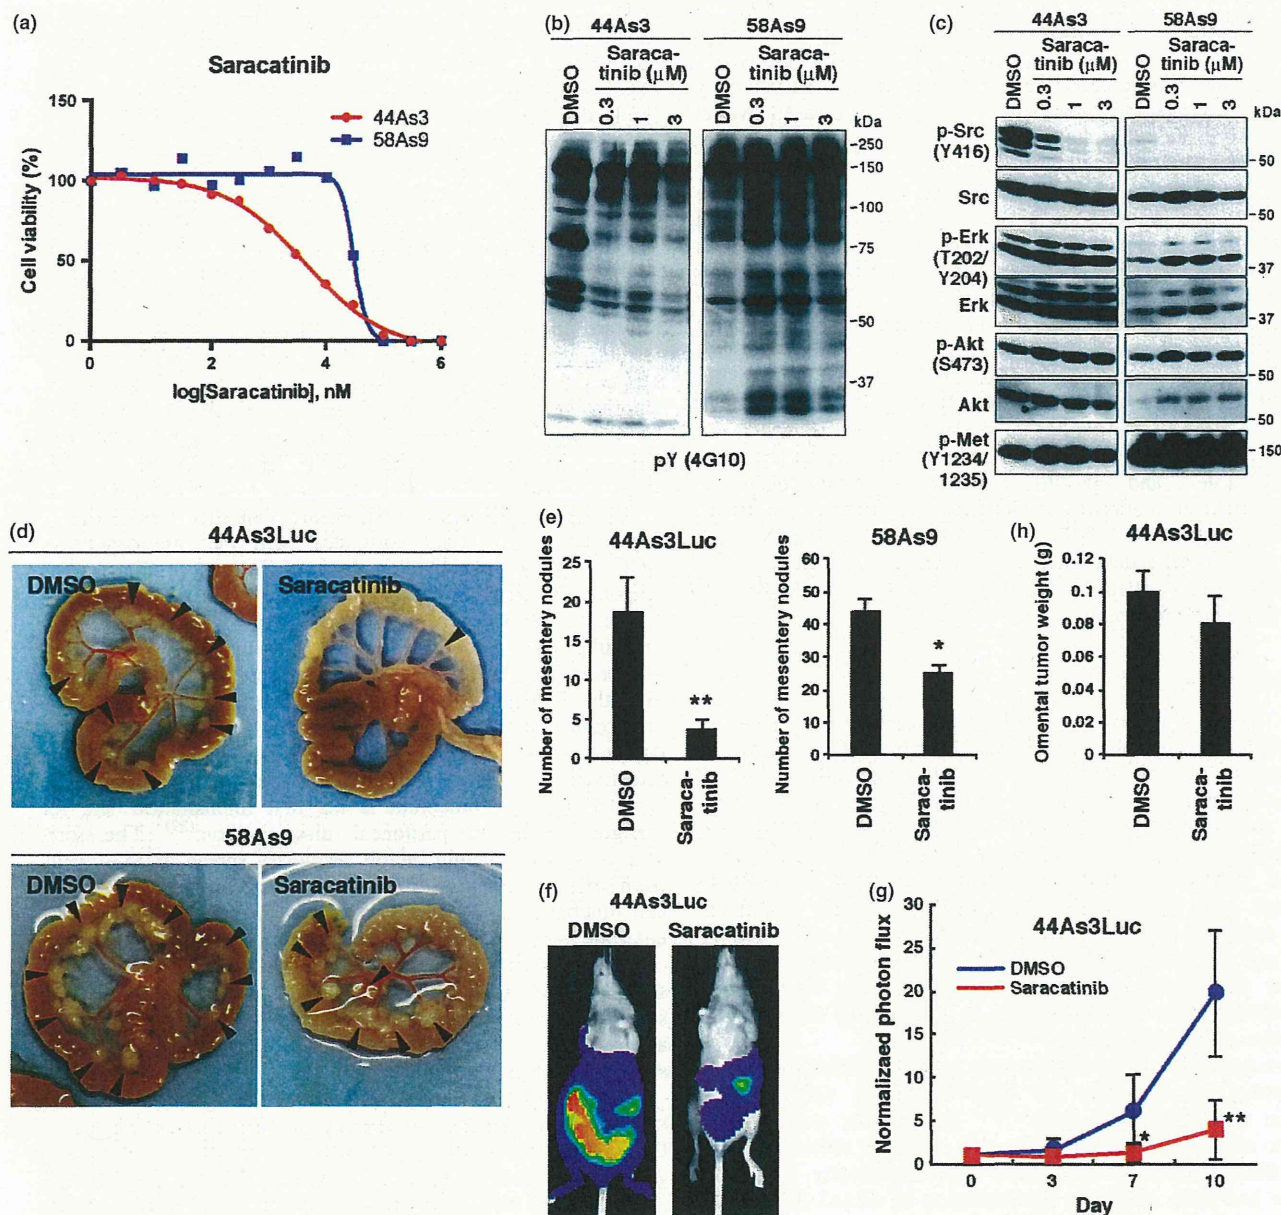 (a)
Saracatinib
150
100
50
0
Cell viability (%)
44As3
58As9
0
2
4
6
log[Saracatinib], nM
(b)
44As3
58As9
DMSO
Saraca-
tinib (μM)
0.3
1
3
DMSO
Saraca-
tinib (μM)
0.3
1
3
kDa
250
150
100
75
50
37
pY (4G10)
(c)
44As3
58As9
DMSO
Saraca-
tinib (μM)
0.3
1
3
DMSO
Saraca-
tinib (μM)
0.3
1
3
kDa
p-Src
(Y416)
50
Src
50
p-Erk
(T202/
Y204)
37
Erk
37
p-Akt
(S473)
50
Akt
50
p-Met
(Y1234/
1235)
150
(d)
44As3Luc
DMSO
Saracatinib
58As9
DMSO
Saracatinib
(e)
44As3Luc
Number of mesentery nodules
25
20
15
10
5
0
**
DMSO
Saraca-
tinib
58As9
Number of mesentery nodules
60
50
40
30
20
10
0
*
DMSO
Saraca-
tinib
(h)
44As3Luc
Omental tumor weight (g)
0.12
0.1
0.08
0.06
0.04
0.02
0
DMSO
Saraca-
tinib
(f)
44As3Luc
DMSO
Saracatinib
(g)
44As3Luc
Normalizaed photon flux
30
25
20
15
10
5
0
DMSO
Saracatinib
*
**
0
3
7
10
Day